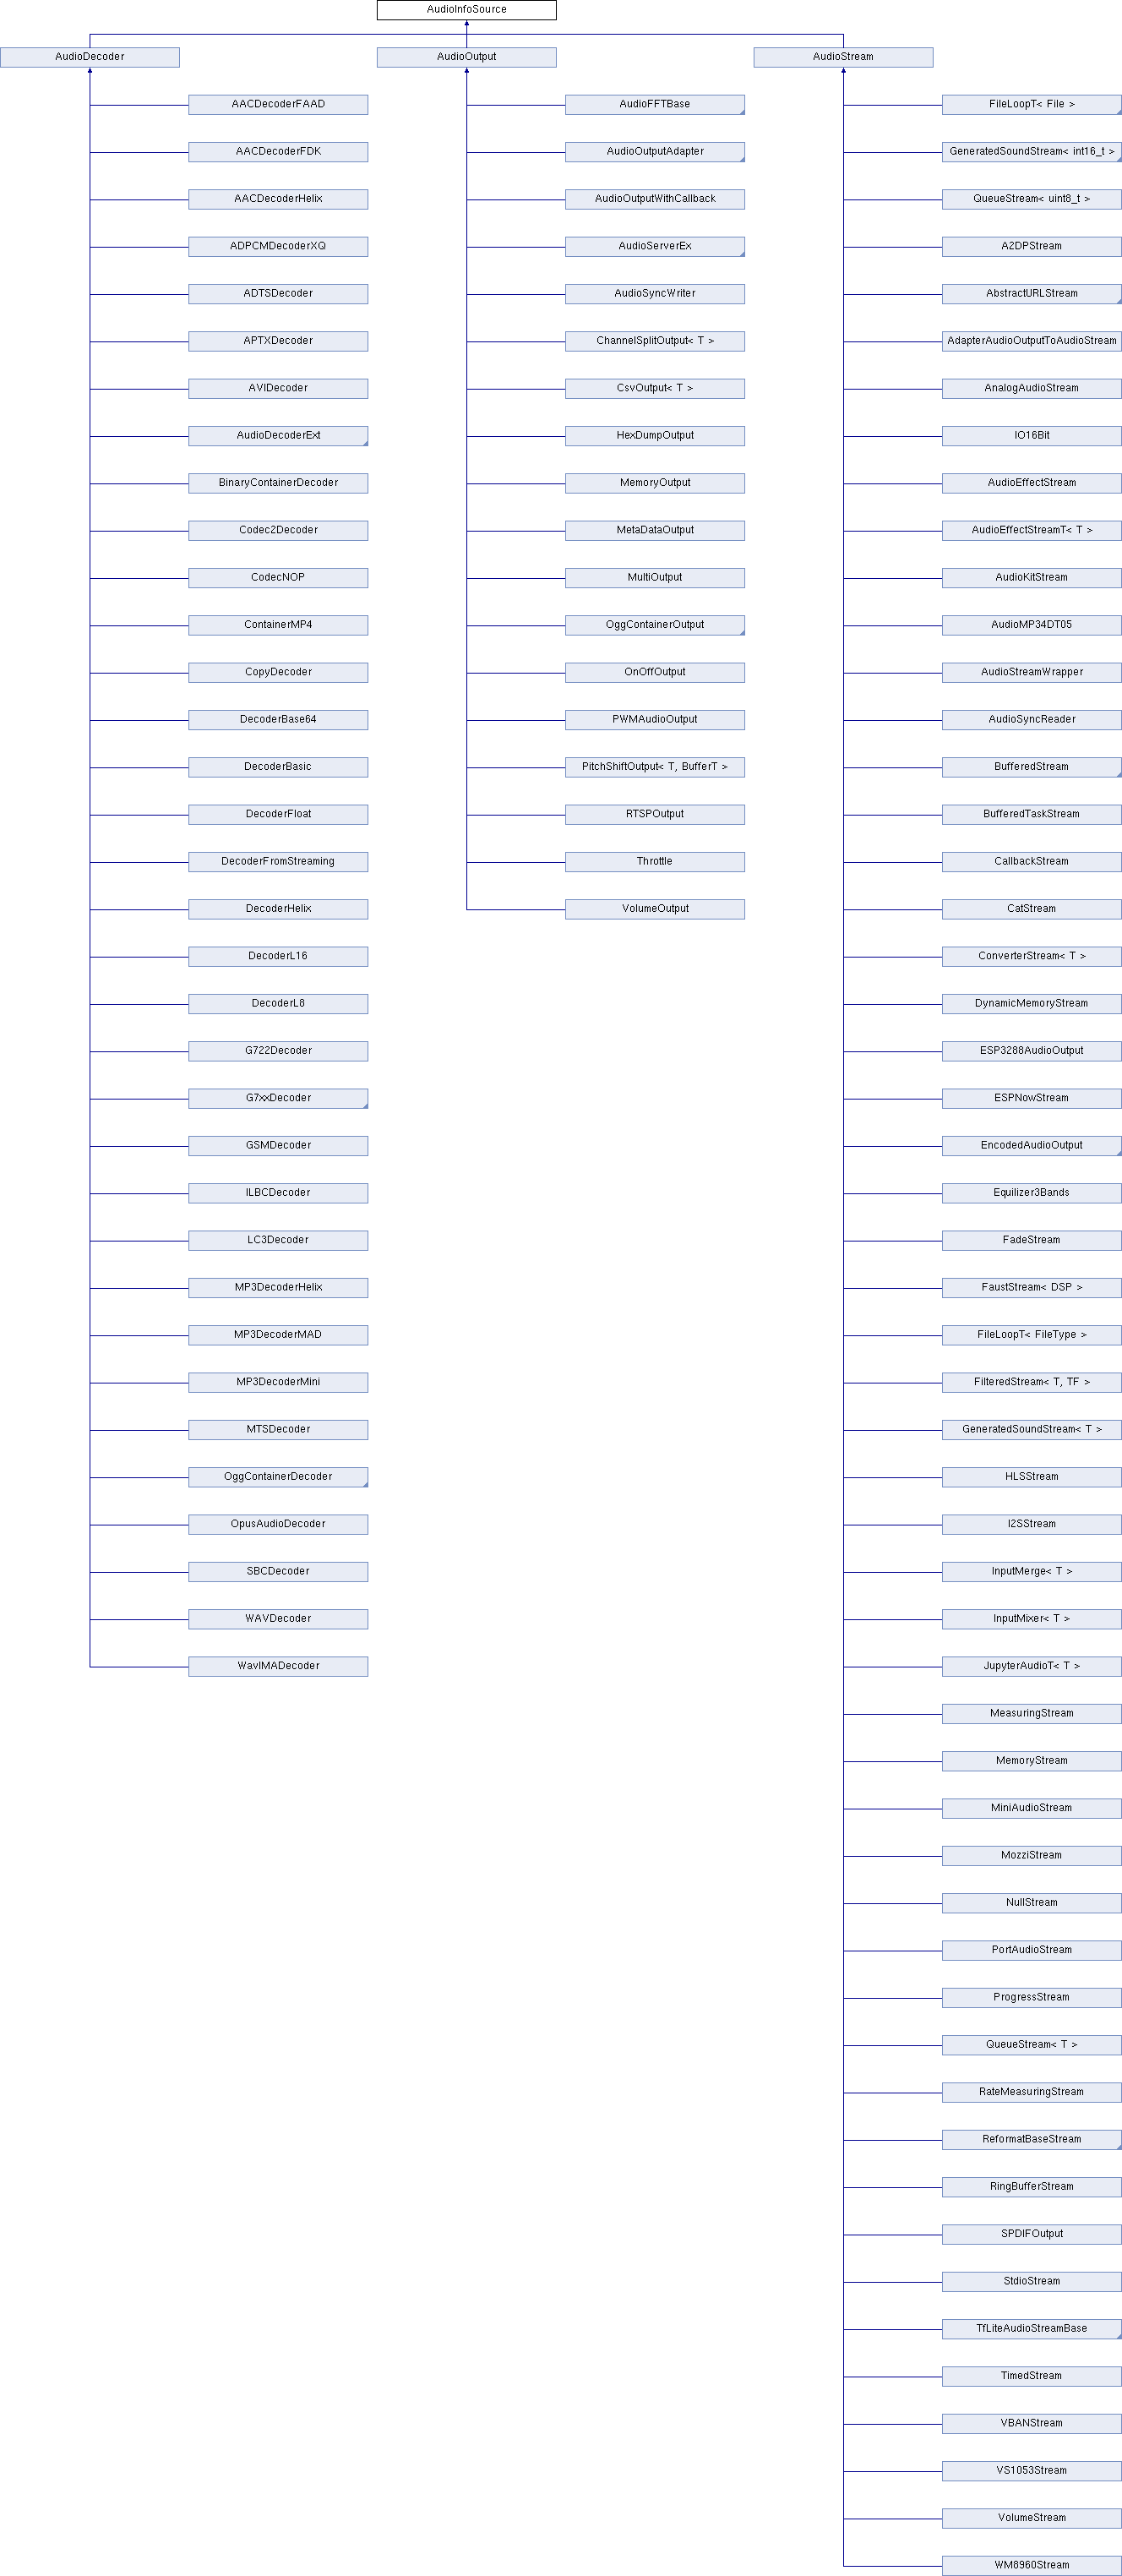 AudioInfoSource
AudioDecoder
AudioOutput
AudioStream
AACDecoderFAAD
AudioFFTBase
FileLoopT< File >
AACDecoderFDK
AudioOutputAdapter
GeneratedSoundStream< int16_t >
AACDecoderHelix
AudioOutputWithCallback
QueueStream< uint8_t >
ADPCMDecoderXQ
AudioServerEx
A2DPStream
ADTSDecoder
AudioSyncWriter
AbstractURLStream
APTXDecoder
ChannelSplitOutput< T >
AdapterAudioOutputToAudioStream
AVIDecoder
CsvOutput< T >
AnalogAudioStream
AudioDecoderExt
HexDumpOutput
IO16Bit
BinaryContainerDecoder
MemoryOutput
AudioEffectStream
Codec2Decoder
MetaDataOutput
AudioEffectStreamT< T >
CodecNOP
MultiOutput
AudioKitStream
ContainerMP4
OggContainerOutput
AudioMP34DT05
CopyDecoder
OnOffOutput
AudioStreamWrapper
DecoderBase64
PWMAudioOutput
AudioSyncReader
DecoderBasic
PitchShiftOutput< T, BufferT >
BufferedStream
DecoderFloat
RTSPOutput
BufferedTaskStream
DecoderFromStreaming
Throttle
CallbackStream
DecoderHelix
VolumeOutput
CatStream
DecoderL16
ConverterStream< T >
DecoderL8
DynamicMemoryStream
G722Decoder
ESP3288AudioOutput
G7xxDecoder
ESPNowStream
GSMDecoder
EncodedAudioOutput
ILBCDecoder
Equilizer3Bands
LC3Decoder
FadeStream
MP3DecoderHelix
FaustStream< DSP >
MP3DecoderMAD
FileLoopT< FileType >
MP3DecoderMini
FilteredStream< T, TF >
MTSDecoder
GeneratedSoundStream< T >
OggContainerDecoder
HLSStream
OpusAudioDecoder
I2SStream
SBCDecoder
InputMerge< T >
WAVDecoder
InputMixer< T >
WavIMADecoder
JupyterAudioT< T >
MeasuringStream
MemoryStream
MiniAudioStream
MozziStream
NullStream
PortAudioStream
ProgressStream
QueueStream< T >
RateMeasuringStream
ReformatBaseStream
RingBufferStream
SPDIFOutput
StdioStream
TfLiteAudioStreamBase
TimedStream
VBANStream
VS1053Stream
VolumeStream
WM8960Stream